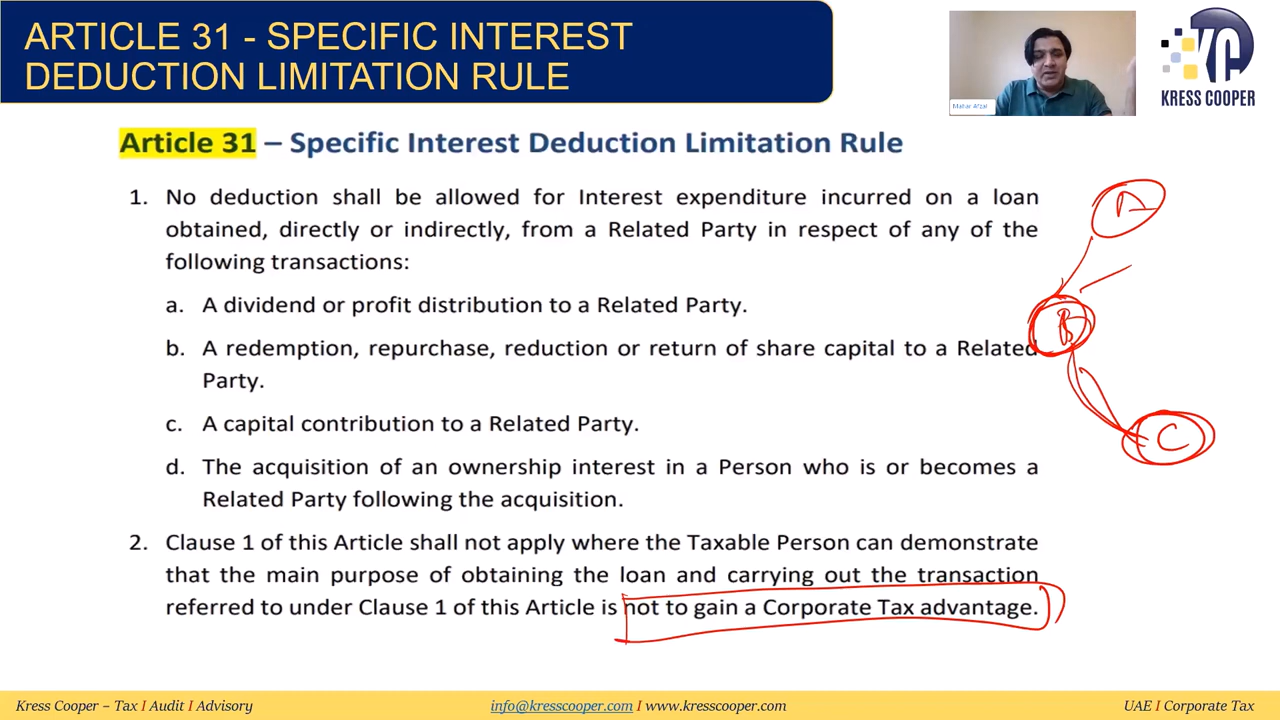 ARTICLE 31 - SPECIFIC INTEREST
DEDUCTION LIMITATION RULE
Mahar Afzal
KC
KRESS COOPER
Article 31 – Specific Interest Deduction Limitation Rule
1. No deduction shall be allowed for Interest expenditure incurred on a loan
obtained, directly or indirectly, from a Related Party in respect of any of the
following transactions:
a. A dividend or profit distribution to a Related Party.
b. A redemption, repurchase, reduction or return of share capital to a Related
Party.
c. A capital contribution to a Related Party.
d. The acquisition of an ownership interest in a Person who is or becomes a
Related Party following the acquisition.
2. Clause 1 of this Article shall not apply where the Taxable Person can demonstrate
that the main purpose of obtaining the loan and carrying out the transaction
referred to under Clause 1 of this Article is not to gain a Corporate Tax advantage.
A
B
C
Kress Cooper – Tax I Audit I Advisory
info@kresscooper.com I www.kresscooper.com
UAE I Corporate Tax